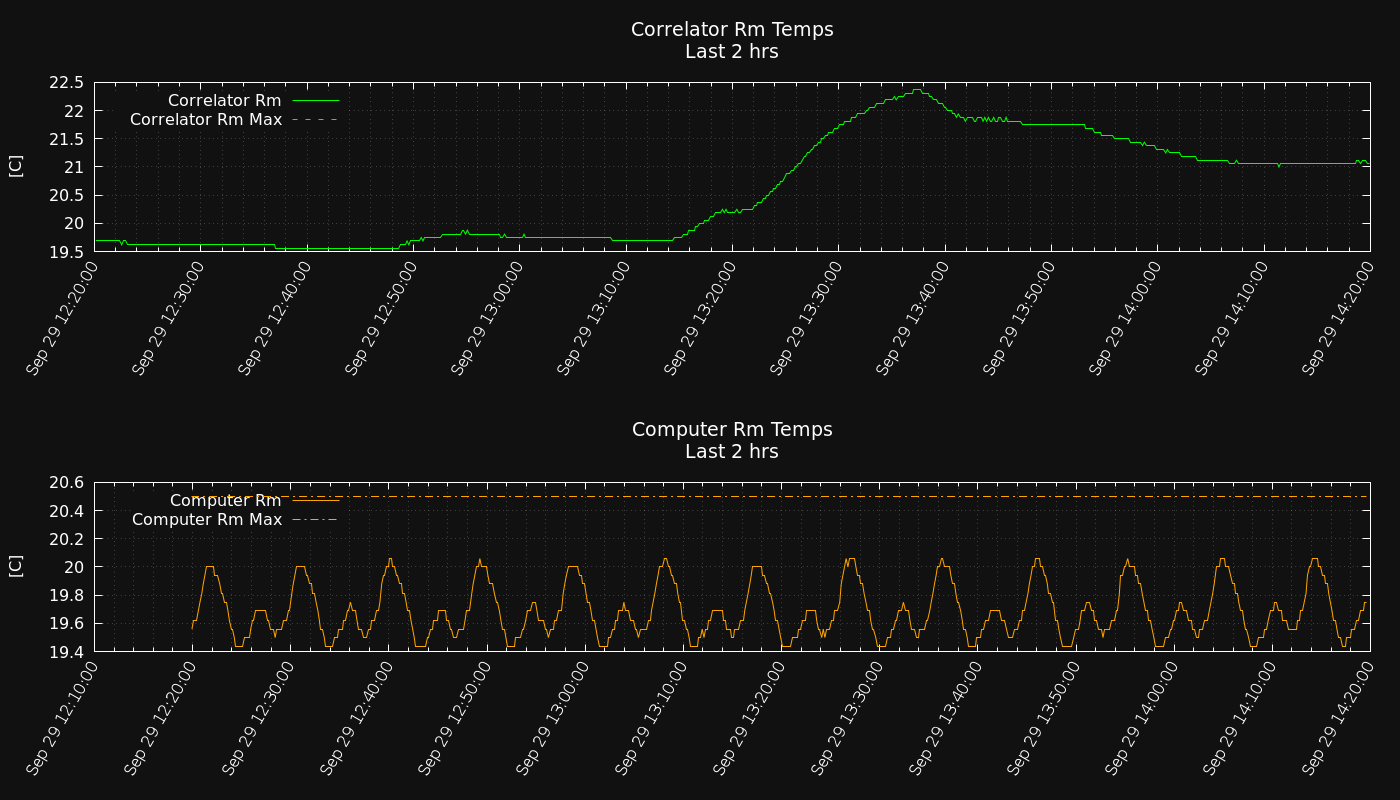 Correlator Rm Temps
Last 2 hrs
22.5
22
21.5
21
20.5
20
19.5
[C]
Correlator Rm
Correlator Rm Max
Sep 29 12:20:00
Sep 29 12:30:00
Sep 29 12:40:00
Sep 29 12:50:00
Sep 29 13:00:00
Sep 29 13:10:00
Sep 29 13:20:00
Sep 29 13:30:00
Sep 29 13:40:00
Sep 29 13:50:00
Sep 29 14:00:00
Sep 29 14:10:00
Sep 29 14:20:00
Computer Rm Temps
Last 2 hrs
20.6
20.4
20.2
20
19.8
19.6
19.4
[C]
Computer Rm
Computer Rm Max
Sep 29 12:10:00
Sep 29 12:20:00
Sep 29 12:30:00
Sep 29 12:40:00
Sep 29 12:50:00
Sep 29 13:00:00
Sep 29 13:10:00
Sep 29 13:20:00
Sep 29 13:30:00
Sep 29 13:40:00
Sep 29 13:50:00
Sep 29 14:00:00
Sep 29 14:10:00
Sep 29 14:20:00